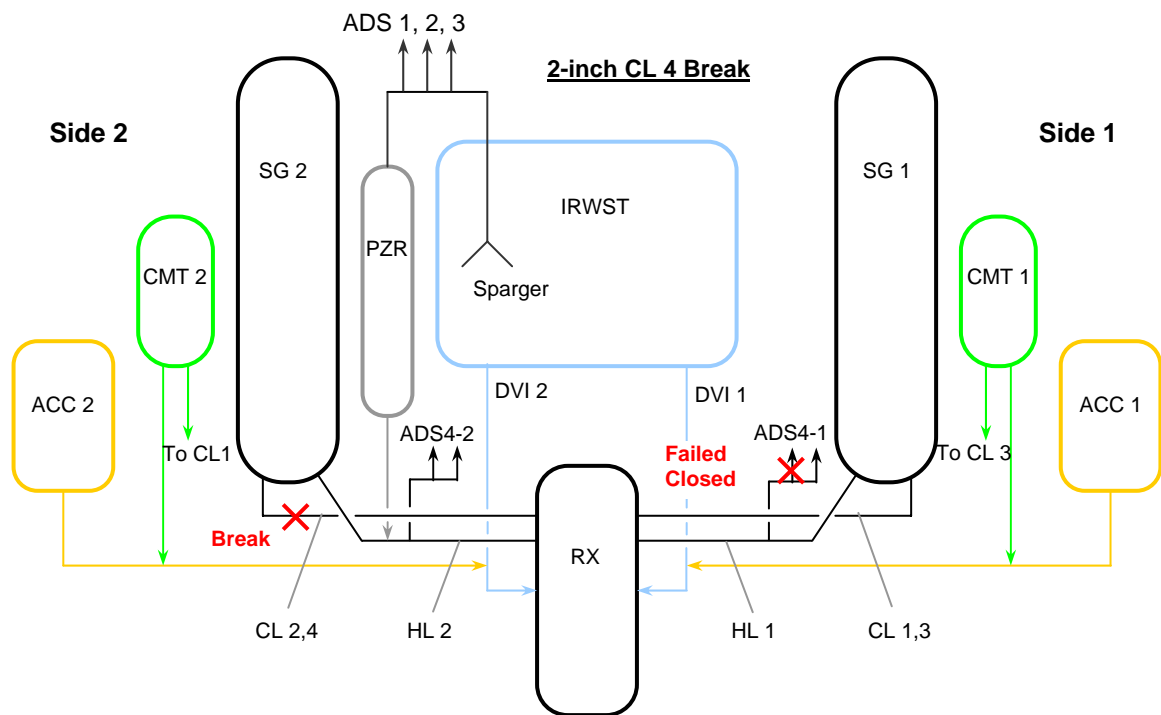 ADS 1, 2, 3
2-inch CL 4 Break
Side 2
Side 1
SG 2
SG 1
IRWST
PZR
CMT 2
CMT 1
Sparger
ACC 2
ACC 1
DVI 2
DVI 1
To CL1
ADS4-2
ADS4-1
To CL 3
Failed
Closed
Break
RX
CL 2,4
HL 2
HL 1
CL 1,3